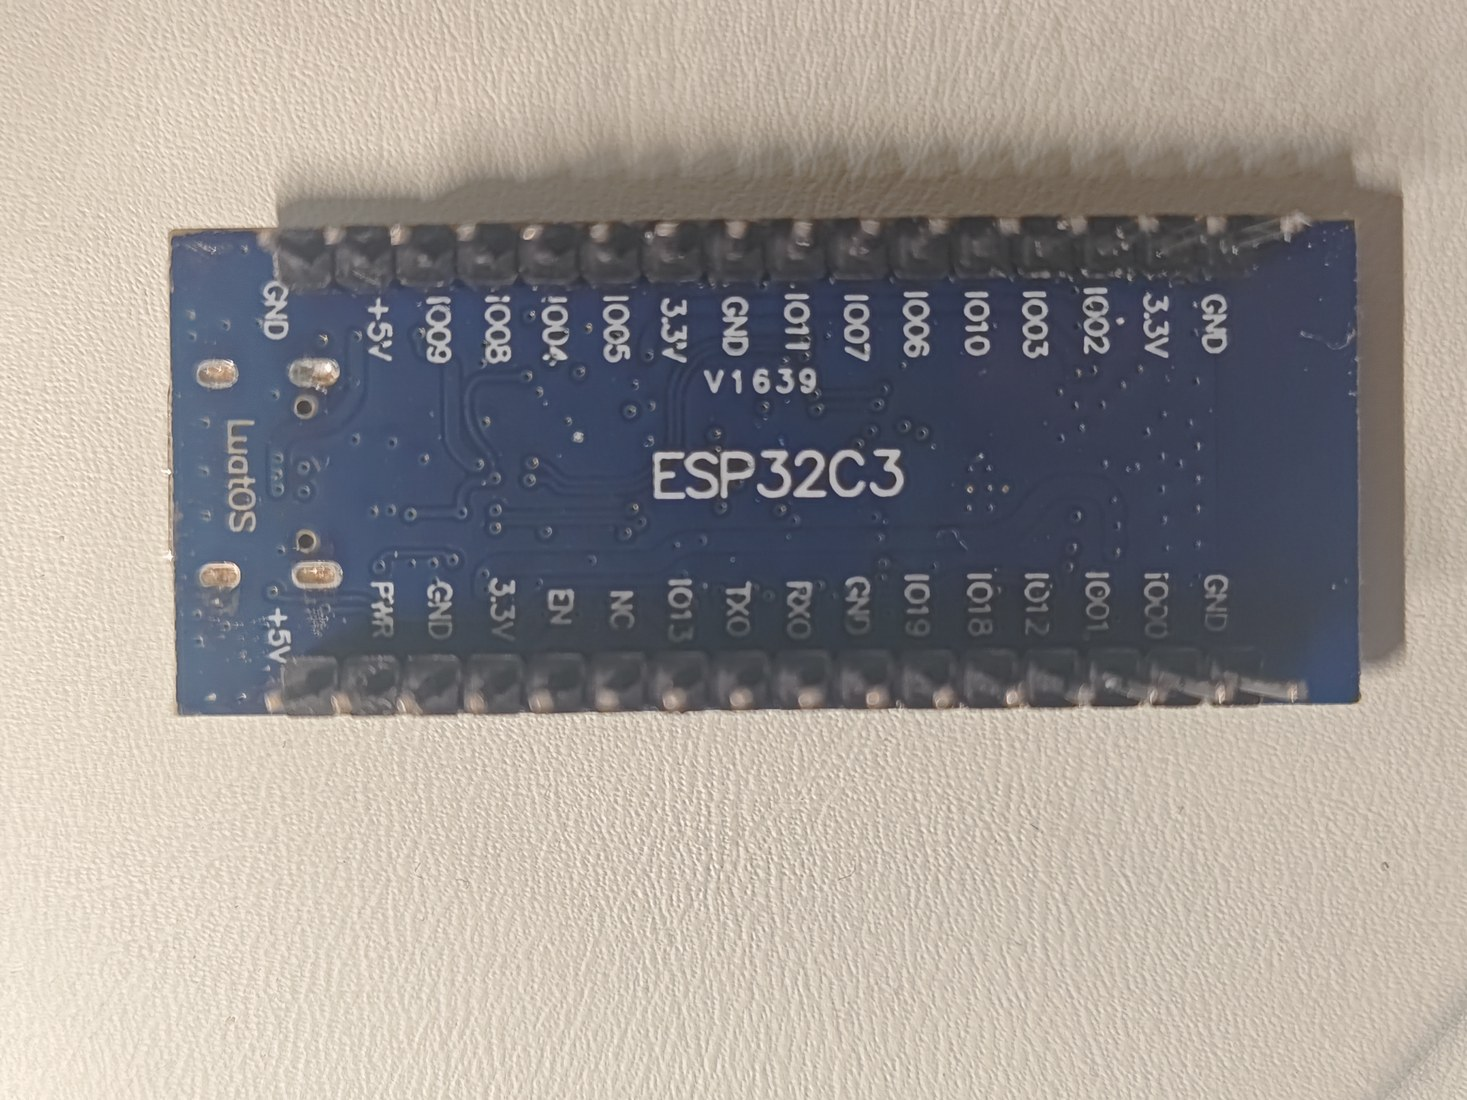 GND
+5V
IO09
IO08
IO04
IO05
3.3V
GND
IO11
IO07
IO06
IO10
IO03
IO02
3.3V
GND
V1639
ESP32C3
LuatOS
+5V
PWR
GND
3.3V
EN
NC
IO13
TX0
RX0
GND
IO19
IO18
IO12
IO01
IO00
GND